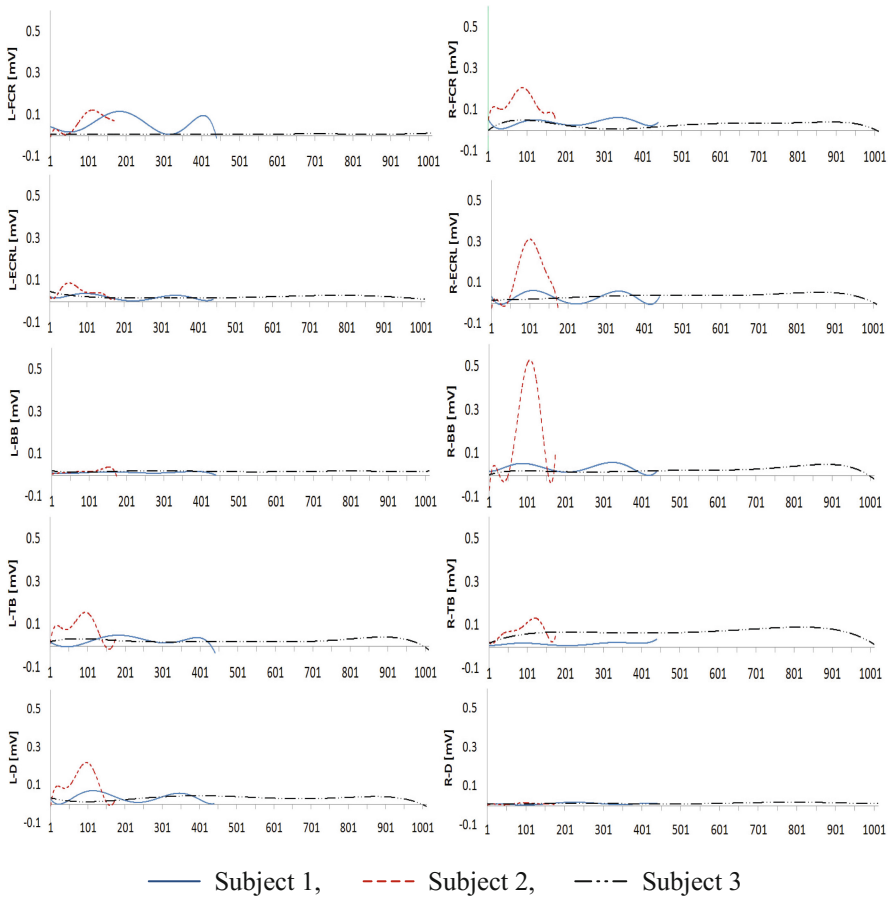 L-FCR [mV]
0.5
0.3
0.1
-0.1
1 101 201 301 401 501 601 701 801 901 1001
R-FCR [mV]
0.5
0.3
0.1
-0.1
1 101 201 301 401 501 601 701 801 901 1001
L-ECRL [mV]
0.5
0.3
0.1
-0.1
1 101 201 301 401 501 601 701 801 901 1001
R-ECRL [mV]
0.5
0.3
0.1
-0.1
1 101 201 301 401 501 601 701 801 901 1001
L-BB [mV]
0.5
0.3
0.1
-0.1
1 101 201 301 401 501 601 701 801 901 1001
R-BB [mV]
0.5
0.3
0.1
-0.1
1 101 201 301 401 501 601 701 801 901 1001
L-TB [mV]
0.5
0.3
0.1
-0.1
1 101 201 301 401 501 601 701 801 901 1001
R-TB [mV]
0.5
0.3
0.1
-0.1
1 101 201 301 401 501 601 701 801 901 1001
L-D [mV]
0.5
0.3
0.1
-0.1
1 101 201 301 401 501 601 701 801 901 1001
R-D [mV]
0.5
0.3
0.1
-0.1
1 101 201 301 401 501 601 701 801 901 1001
Subject 1, Subject 2, Subject 3